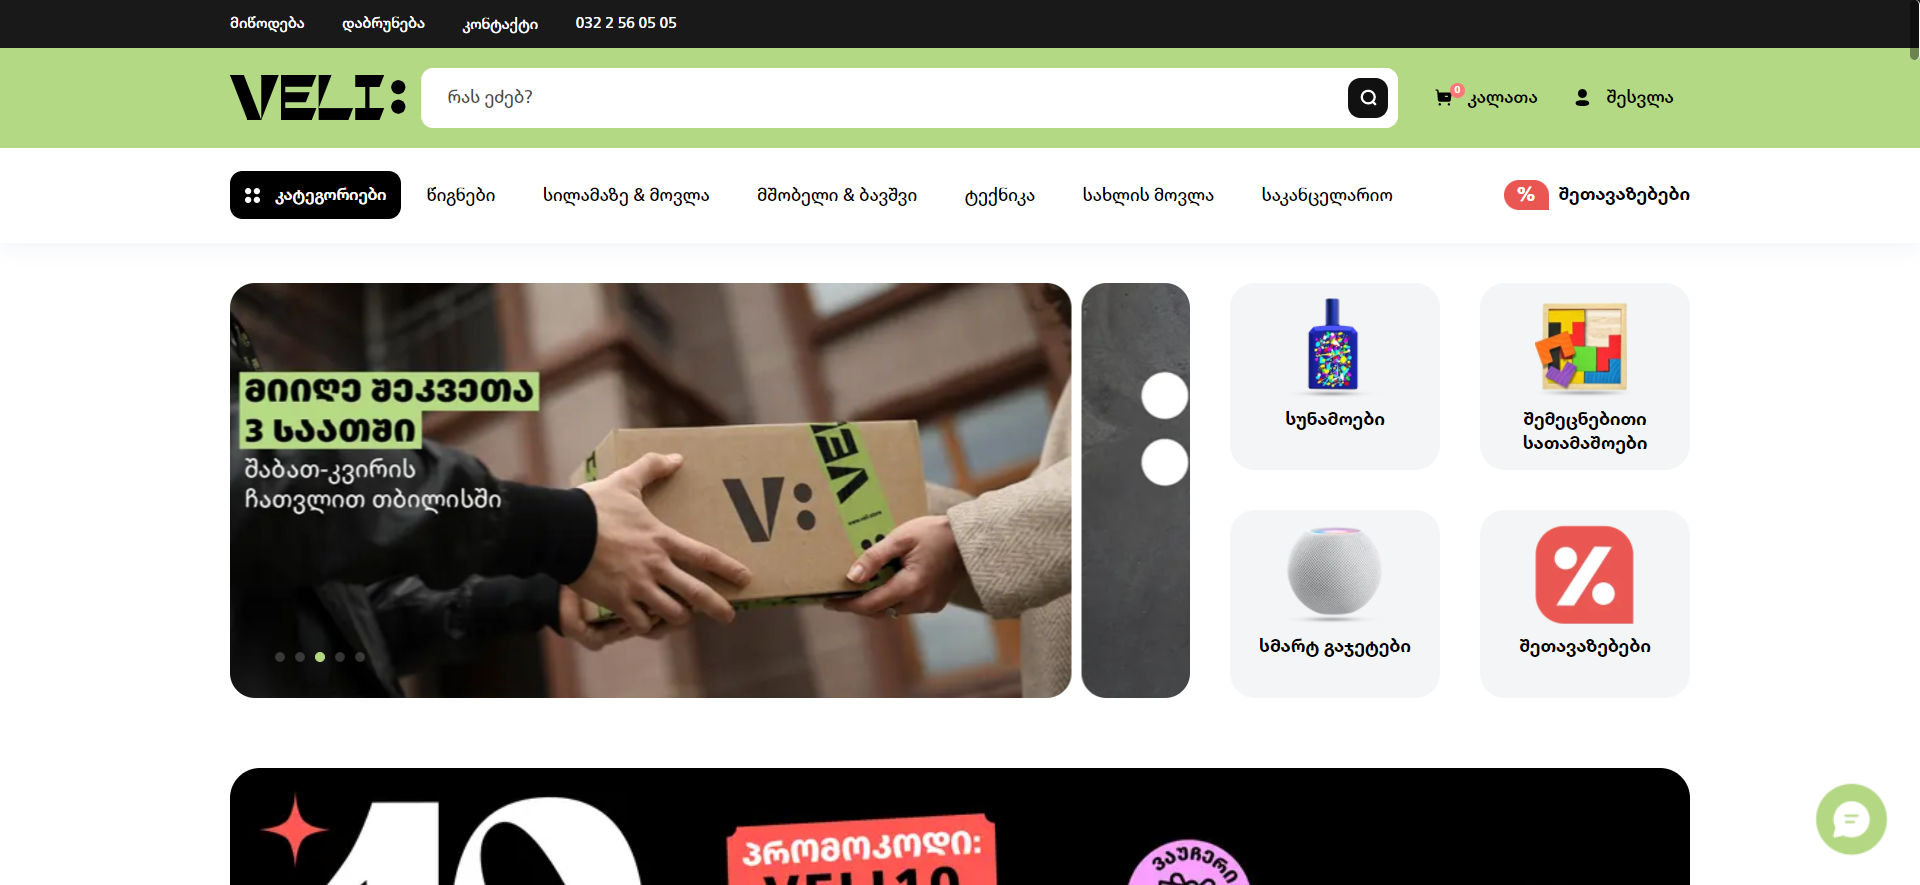 მიწოდება
დაბრუნება
კონტაქტი
032 2 56 05 05
VELI:
რას ეძებ?
0
კალათა
შესვლა
კატეგორიები
წიგნები
სილამაზე & მოვლა
მშობელი & ბავშვი
ტექნიკა
სახლის მოვლა
საკანცელარიო
%
შეთავაზებები
მიიღე შეკვეთა
3 საათში
შაბათ-კვირის
ჩათვლით თბილისში
V:
VEL
სუნამოები
შემეცნებითი
სათამაშოები
სმარტ გაჯეტები
%
შეთავაზებები
პრომოკოდი:
VELI10
ვაუჩერი